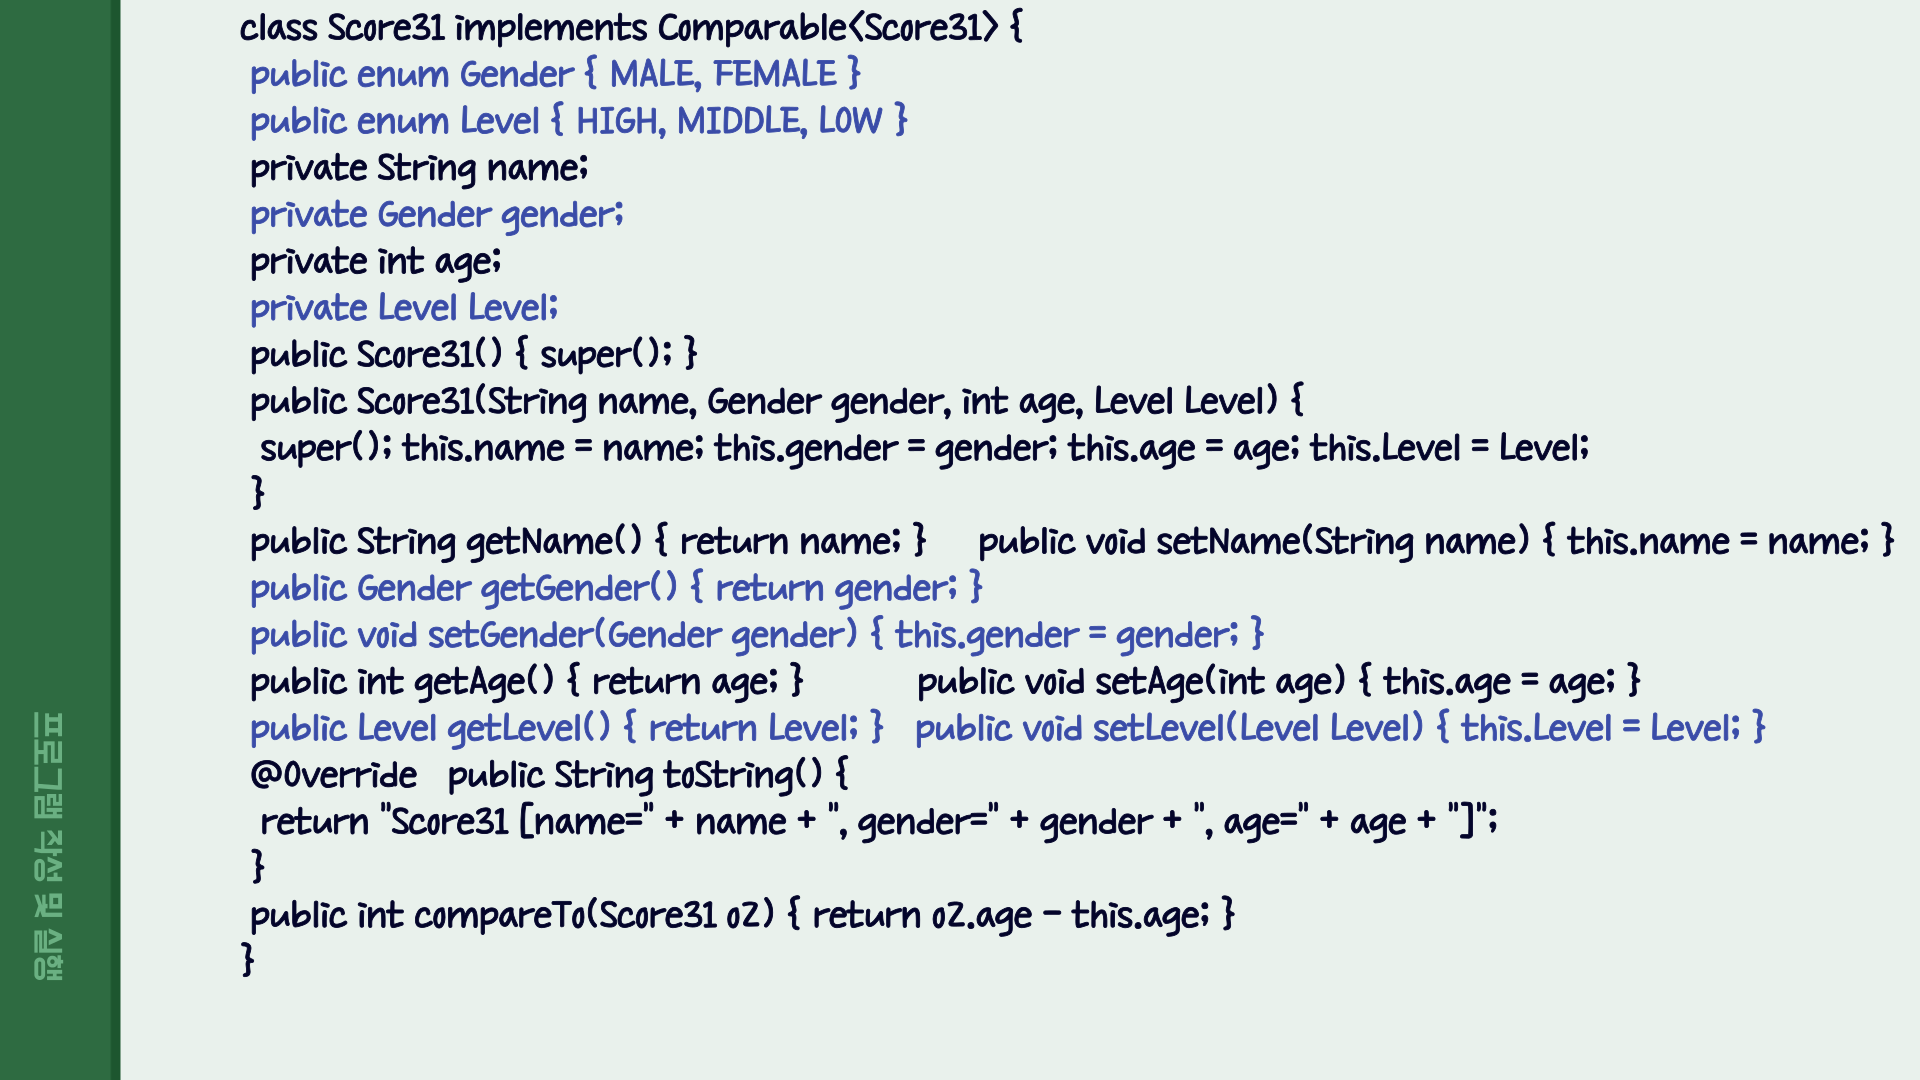 class Score31 implements Comparable<Score31> {
public enum Gender { MALE, FEMALE }
public enum Level { HIGH, MIDDLE, LOW }
private String name;
private Gender gender;
private int age;
private Level Level;
public Score31() { super(); }
public Score31(String name, Gender gender, int age, Level Level) {
super(); this.name = name; this.gender = gender; this.age = age; this.Level = Level;
}
public String getName() { return name; } public void setName(String name) { this.name = name; }
public Gender getGender() { return gender; }
public void setGender(Gender gender) { this.gender = gender; }
public int getAge() { return age; } public void setAge(int age) { this.age = age; }
public Level getLevel() { return Level; } public void setLevel(Level Level) { this.Level = Level; }
@Override public String toString() {
return "Score31 [name=" + name + ", gender=" + gender + ", age=" + age + "]";
}
public int compareTo(Score31 o2) { return o2.age - this.age; }
}
프로그램 작성 및 실행